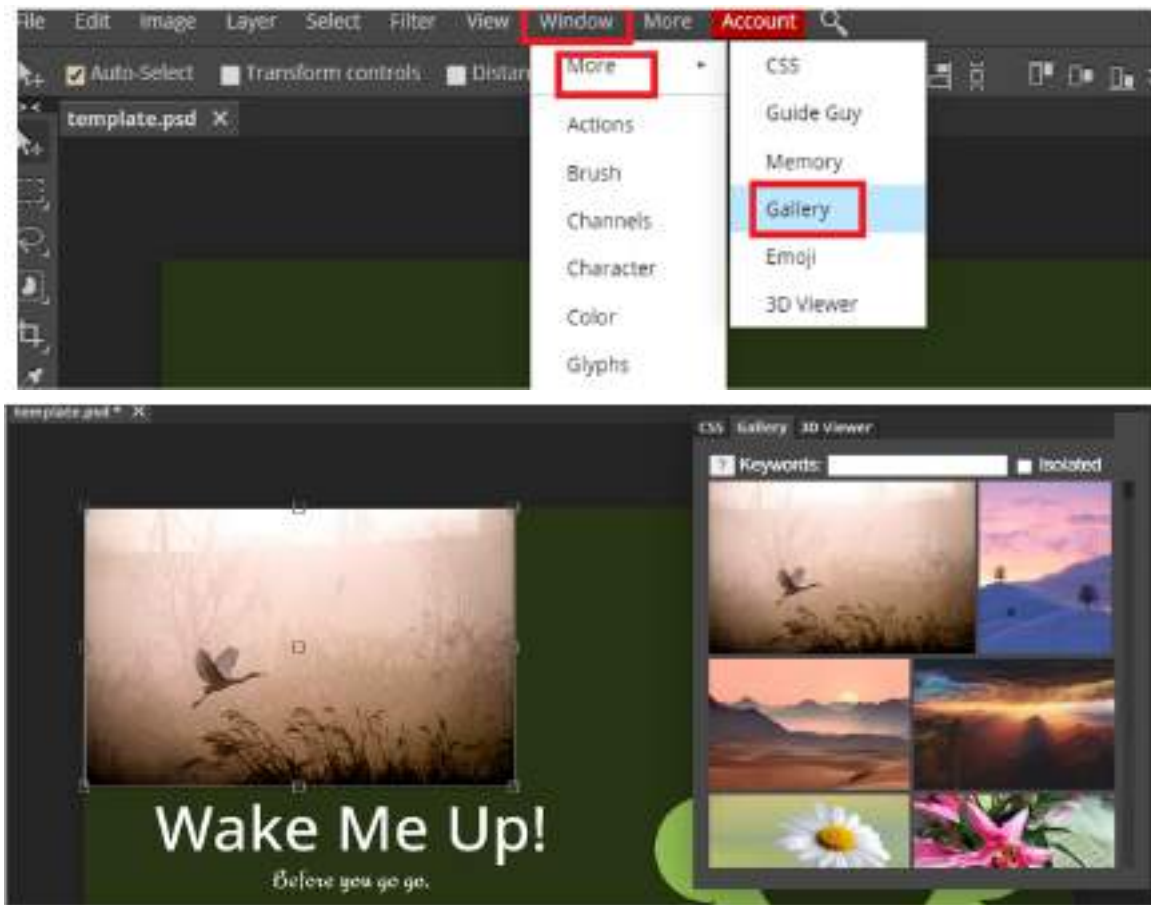 File Edit Image Layer Select Filter View Window More Account
Auto-Select Transform controls Distan
More
CSS
template.psd X
Guide Guy
Actions
Memory
Brush
Gallery
Channels
Emoji
Character
3D Viewer
Color
Glyphs
template.psd * X
CSS Gallery 3D Viewer
? Keywords: Isolated
Wake Me Up!
Before you go go.